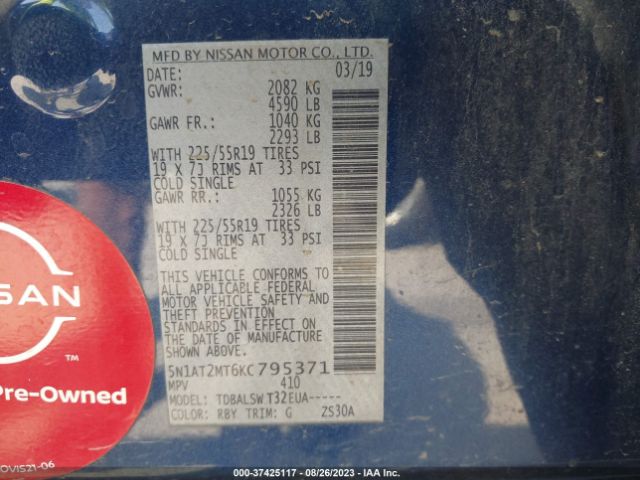 MFD BY NISSAN MOTOR CO., LTD.
DATE: 03/19
GVWR: 2082 KG
4590 LB
GAWR FR.: 1040 KG
2293 LB
WITH 225/55R19 TIRES
19 X 7J RIMS AT 33 PSI
COLD SINGLE
GAWR RR.: 1055 KG
2326 LB
WITH 225/55R19 TIRES
19 X 7J RIMS AT 33 PSI
COLD SINGLE
THIS VEHICLE CONFORMS TO
ALL APPLICABLE FEDERAL
MOTOR VEHICLE SAFETY AND
THEFT PREVENTION
STANDARDS IN EFFECT ON
THE DATE OF MANUFACTURE
SHOWN ABOVE.
5N1AT2MT6KC795371
MPV 410
MODEL: TDBALSW T32EUA-----
COLOR: RBY TRIM: G ZS30A
SSAN
™
Pre-Owned
OVIS21-06
000-37425117 - 08/26/2023 - IAA Inc.